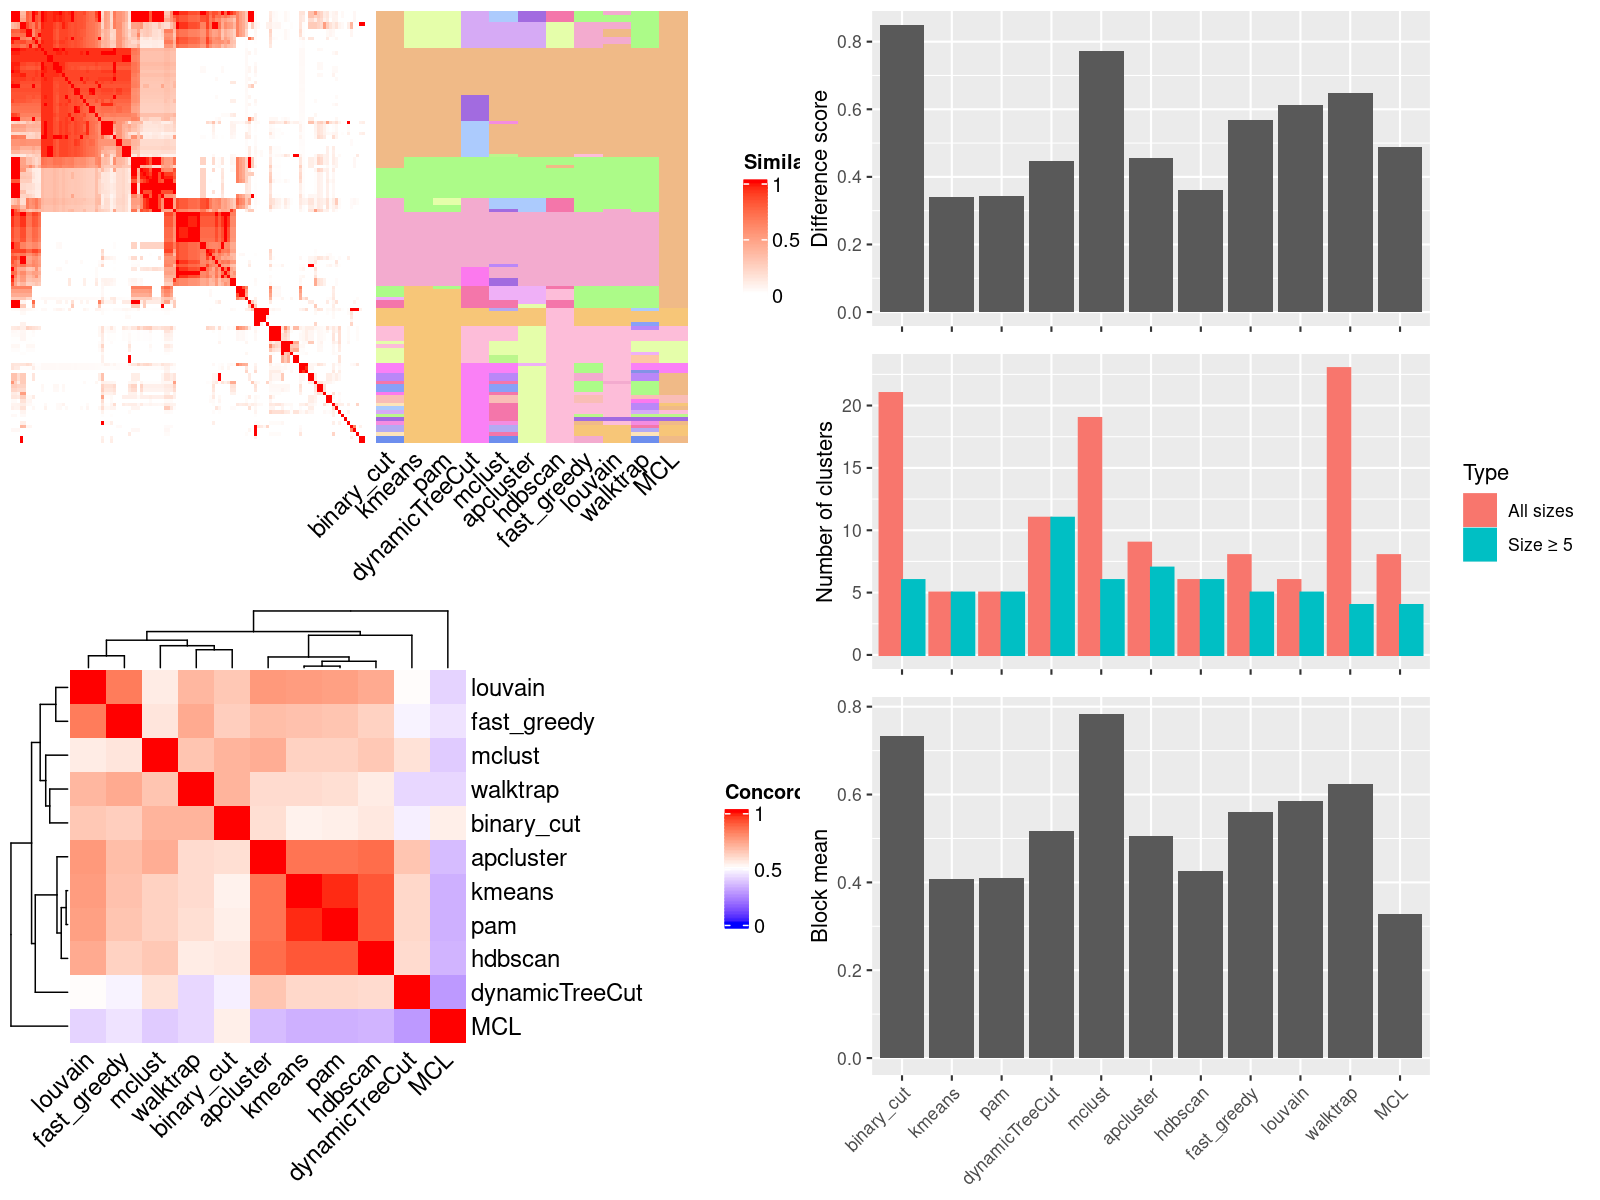 Simila
1
0.5
0
binary_cut
kmeans
pam
dynamicTreeCut
mclust
apcluster
hdbscan
fast_greedy
louvain
walktrap
MCL
louvain
fast_greedy
mclust
walktrap
binary_cut
apcluster
kmeans
pam
hdbscan
dynamicTreeCut
MCL
louvain
fast_greedy
mclust
walktrap
binary_cut
apcluster
kmeans
pam
hdbscan
dynamicTreeCut
MCL
Concord
1
0.5
0
Difference score
0.8
0.6
0.4
0.2
0.0
Number of clusters
20
15
10
5
0
Type
All sizes
Size ≥ 5
Block mean
0.8
0.6
0.4
0.2
0.0
binary_cut
kmeans
pam
dynamicTreeCut
mclust
apcluster
hdbscan
fast_greedy
louvain
walktrap
MCL